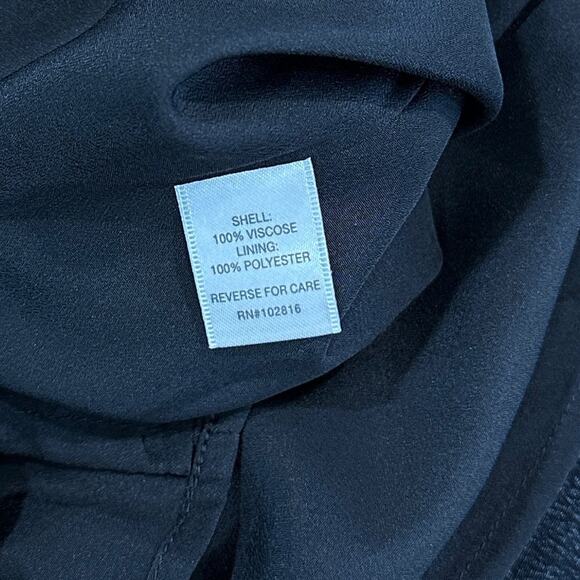 SHELL:
100% VISCOSE
LINING:
100% POLYESTER
REVERSE FOR CARE
RN#102816